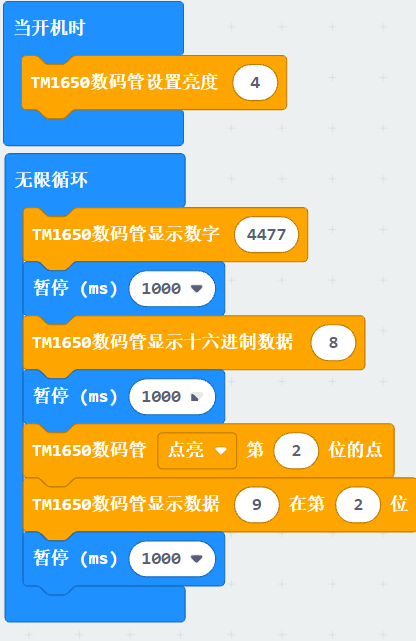 当开机时
TM1650数码管设置亮度 4
无限循环
TM1650数码管显示数字 4477
暂停 (ms) 1000
TM1650数码管显示十六进制数据 8
暂停 (ms) 1000
TM1650数码管 点亮 第 2 位的点
TM1650数码管显示数据 9 在第 2 位
暂停 (ms) 1000